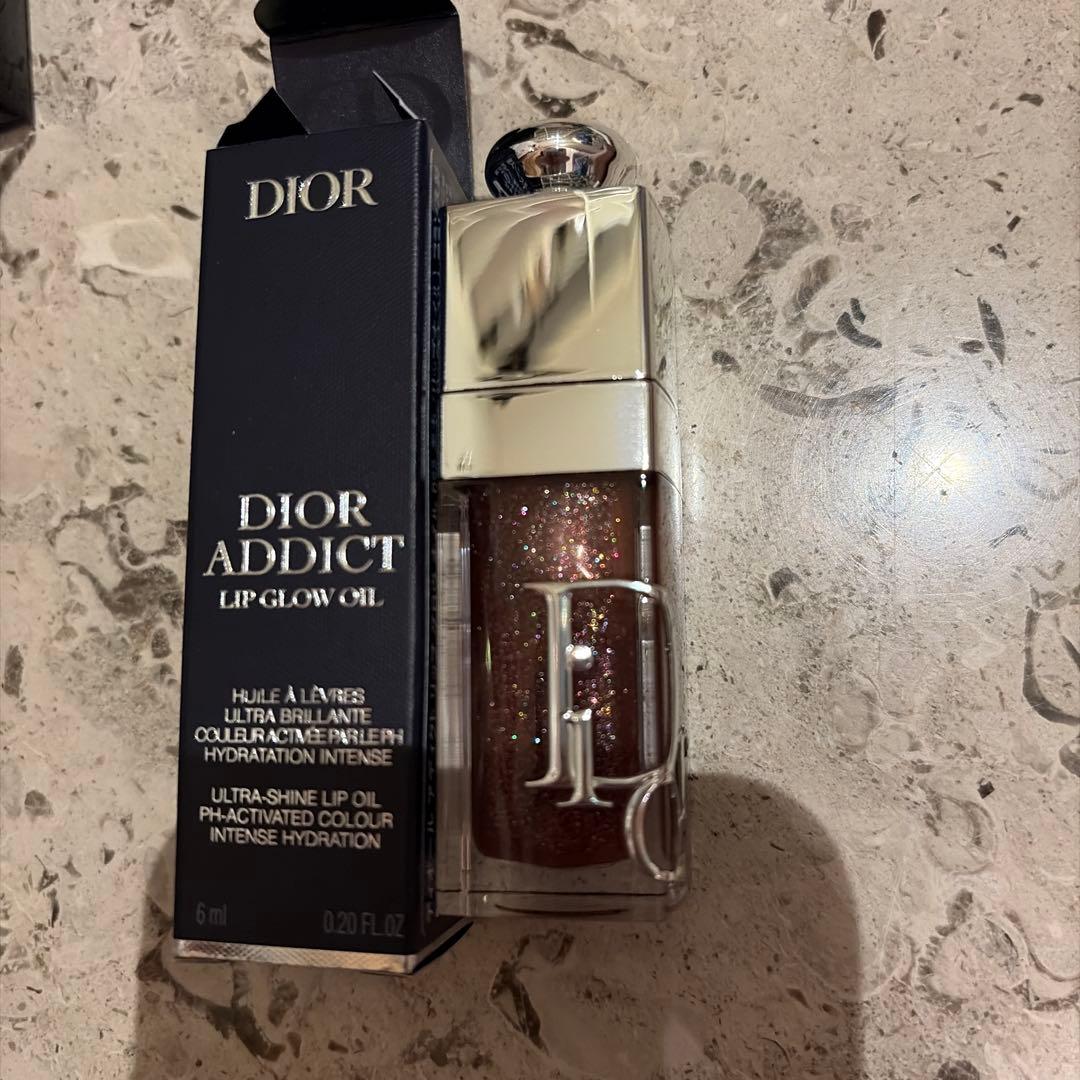 DIOR
DIOR
ADDICT
LIP GLOW OIL
HUILE À LÈVRES
ULTRA BRILLANTE
COULEUR ACTIVÉE PAR LE PH
HYDRATATION INTENSE
ULTRA-SHINE LIP OIL
PH-ACTIVATED COLOUR
INTENSE HYDRATION
6 ml
0.20 FL.OZ